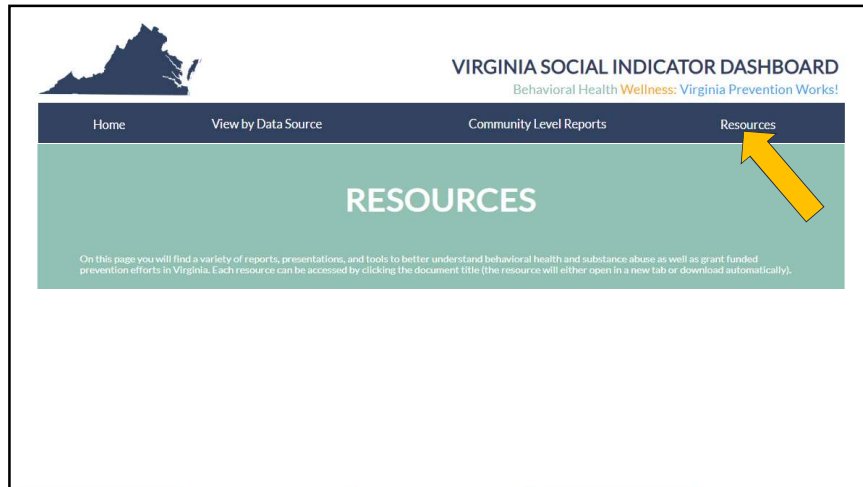 VIRGINIA SOCIAL INDICATOR DASHBOARD
Behavioral Health Wellness: Virginia Prevention Works!
Home View by Data Source Community Level Reports Resources
RESOURCES
On this page you will find a variety of reports, presentations, and tools to better understand behavioral health and substance abuse as well as grant funded
prevention efforts in Virginia. Each resource can be accessed by clicking the document title (the resource will either open in a new tab or download automatically).